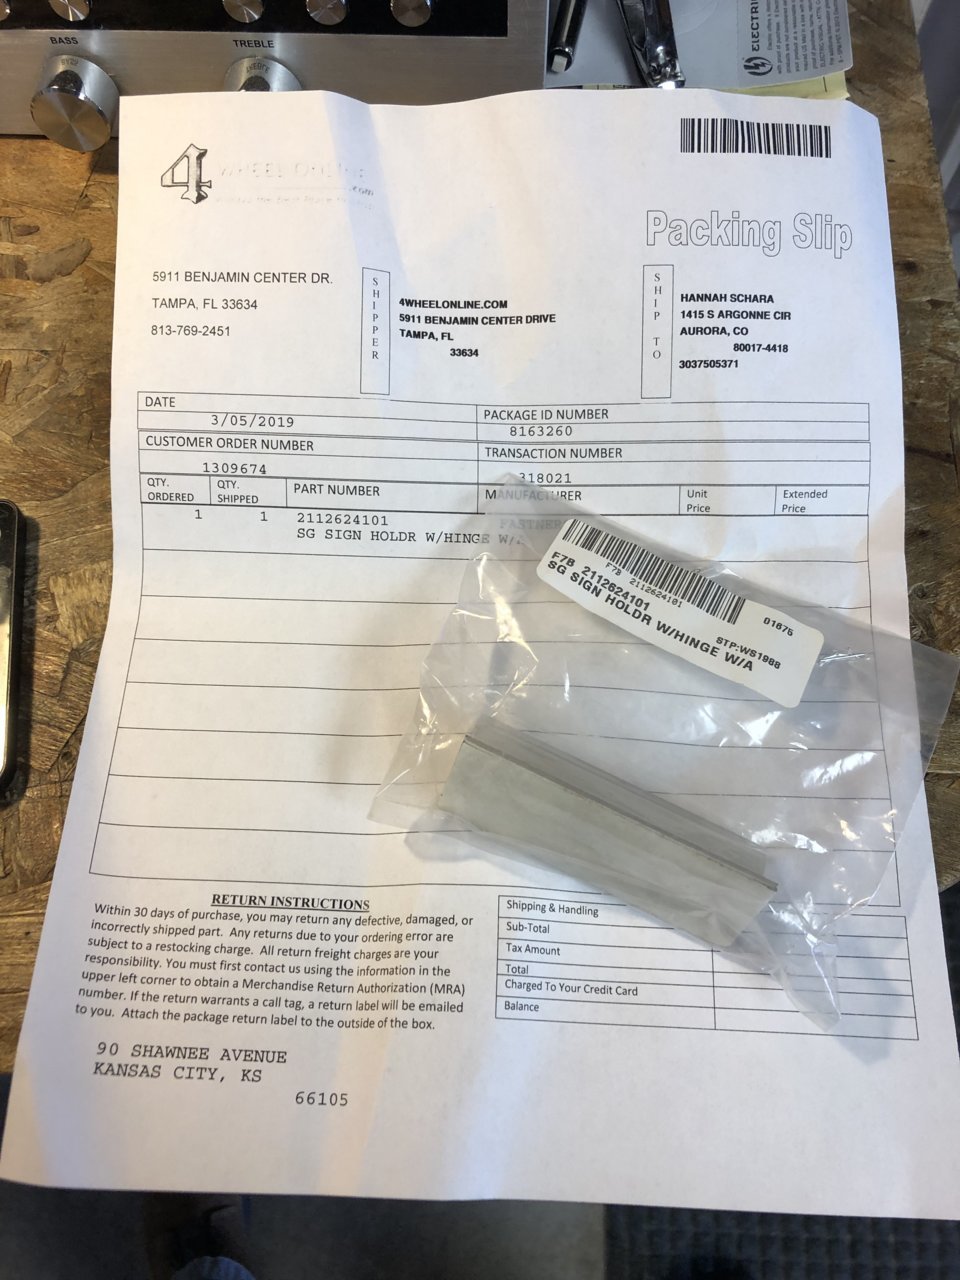 BASS
TREBLE
ELECTRIC
4 WHEEL ONLINE
.com
Packing Slip
5911 BENJAMIN CENTER DR.
TAMPA, FL 33634
813-769-2451
SHIPPER
4WHEELONLINE.COM
5911 BENJAMIN CENTER DRIVE
TAMPA, FL
33634
SHIP TO
HANNAH SCHARA
1415 S ARGONNE CIR
AURORA, CO
80017-4418
3037505371
DATE
3/05/2019
PACKAGE ID NUMBER
8163260
CUSTOMER ORDER NUMBER
1309674
TRANSACTION NUMBER
318021
QTY. ORDERED
QTY. SHIPPED
PART NUMBER
MANUFACTURER
Unit Price
Extended Price
1 1 2112624101 FASTNER
SG SIGN HOLDR W/HINGE W/A
F7B 2112624101
F7B 2112624101
SG SIGN HOLDR W/HINGE W/A
01675
STP:WS1988
RETURN INSTRUCTIONS
Within 30 days of purchase, you may return any defective, damaged, or
incorrectly shipped part. Any returns due to your ordering error are
subject to a restocking charge. All return freight charges are your
responsibility. You must first contact us using the information in the
upper left corner to obtain a Merchandise Return Authorization (MRA)
number. If the return warrants a call tag, a return label will be emailed
to you. Attach the package return label to the outside of the box.
Shipping & Handling
Sub-Total
Tax Amount
Total
Charged To Your Credit Card
Balance
90 SHAWNEE AVENUE
KANSAS CITY, KS
66105